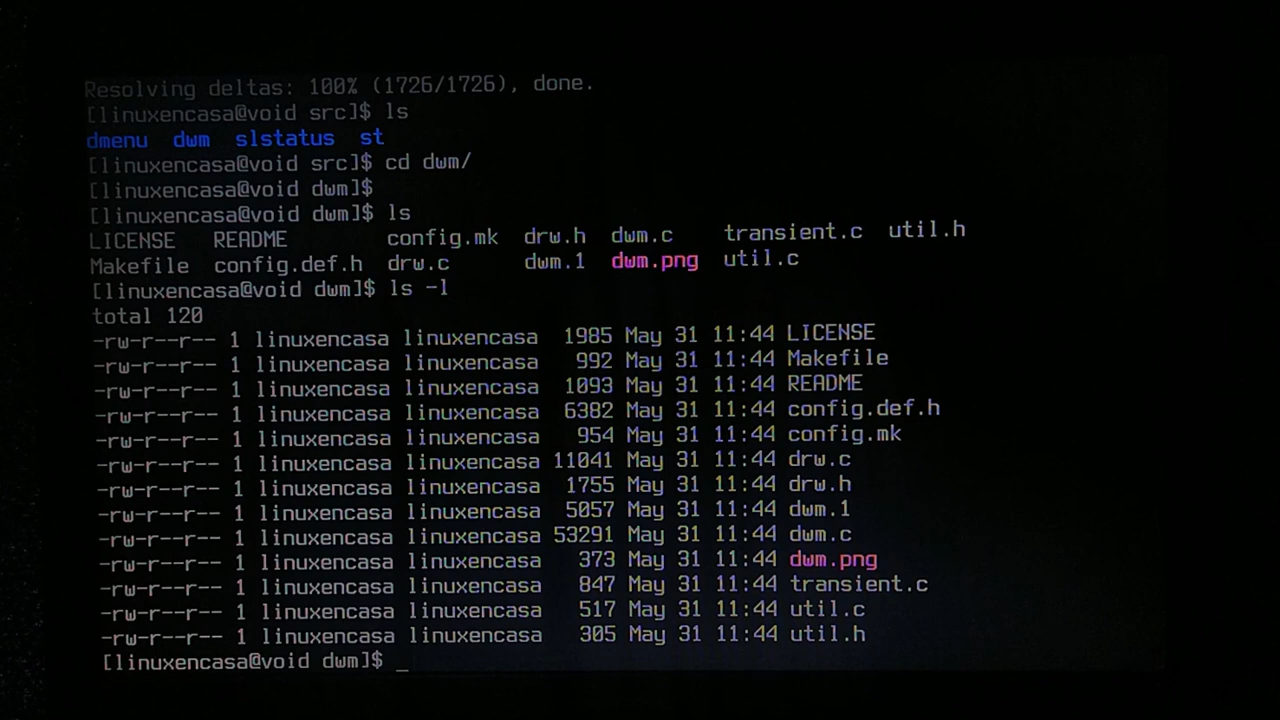 Resolving deltas: 100% (1726/1726), done.
[linuxencasa@void src]$ ls
dmenu  dwm  slstatus  st
[linuxencasa@void src]$ cd dwm/
[linuxencasa@void dwm]$
[linuxencasa@void dwm]$ ls
LICENSE   README        config.mk  drw.h  dwm.c    transient.c  util.h
Makefile  config.def.h  drw.c      dwm.1  dwm.png  util.c
[linuxencasa@void dwm]$ ls -l
total 120
-rw-r--r-- 1 linuxencasa linuxencasa  1985 May 31 11:44 LICENSE
-rw-r--r-- 1 linuxencasa linuxencasa   992 May 31 11:44 Makefile
-rw-r--r-- 1 linuxencasa linuxencasa  1093 May 31 11:44 README
-rw-r--r-- 1 linuxencasa linuxencasa  6382 May 31 11:44 config.def.h
-rw-r--r-- 1 linuxencasa linuxencasa   954 May 31 11:44 config.mk
-rw-r--r-- 1 linuxencasa linuxencasa 11041 May 31 11:44 drw.c
-rw-r--r-- 1 linuxencasa linuxencasa  1755 May 31 11:44 drw.h
-rw-r--r-- 1 linuxencasa linuxencasa  5057 May 31 11:44 dwm.1
-rw-r--r-- 1 linuxencasa linuxencasa 53291 May 31 11:44 dwm.c
-rw-r--r-- 1 linuxencasa linuxencasa   373 May 31 11:44 dwm.png
-rw-r--r-- 1 linuxencasa linuxencasa   847 May 31 11:44 transient.c
-rw-r--r-- 1 linuxencasa linuxencasa   517 May 31 11:44 util.c
-rw-r--r-- 1 linuxencasa linuxencasa   305 May 31 11:44 util.h
[linuxencasa@void dwm]$ _